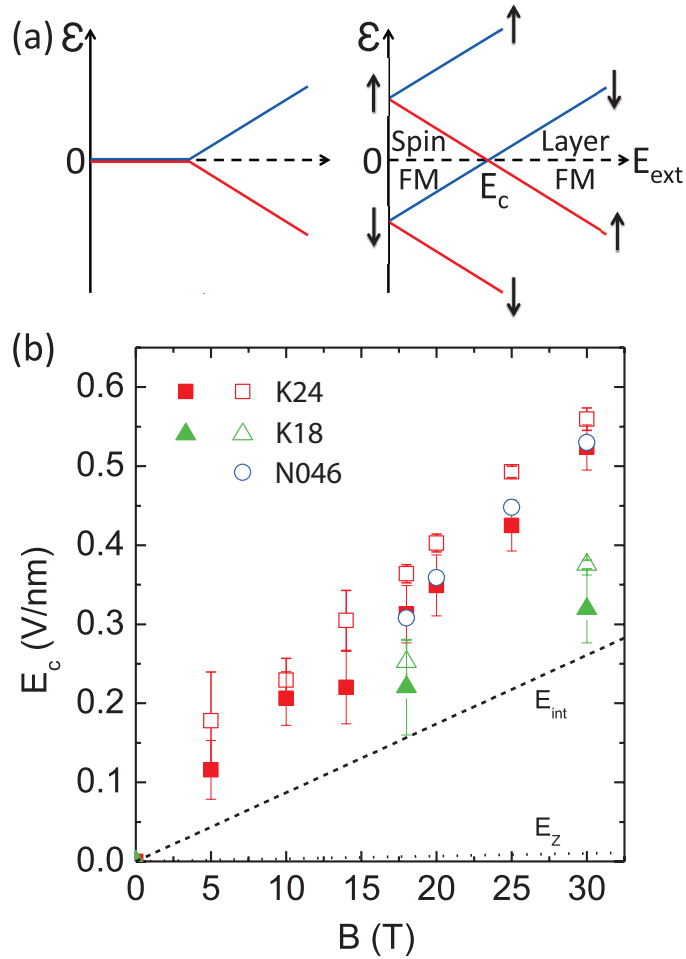 (a)
ε ε
0 0 Spin Layer E_ext
FM E_c FM
(b)
0.6 K24
K18
0.5 N046
0.4
E_c (V/nm)
0.3
E_int
0.2
0.1
E_Z
0.0
0 5 10 15 20 25 30
B (T)